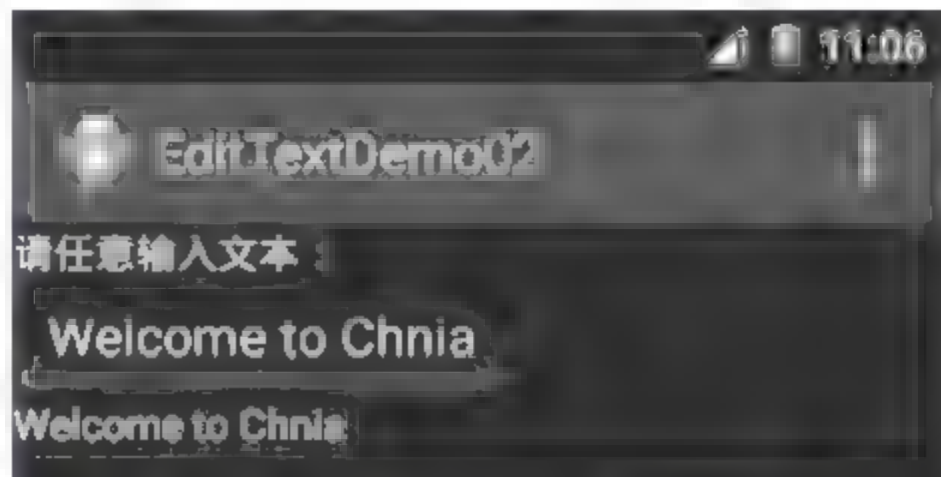 11:06
EditTextDemo02
请任意输入文本：
Welcome to Chnia
Welcome to Chnia